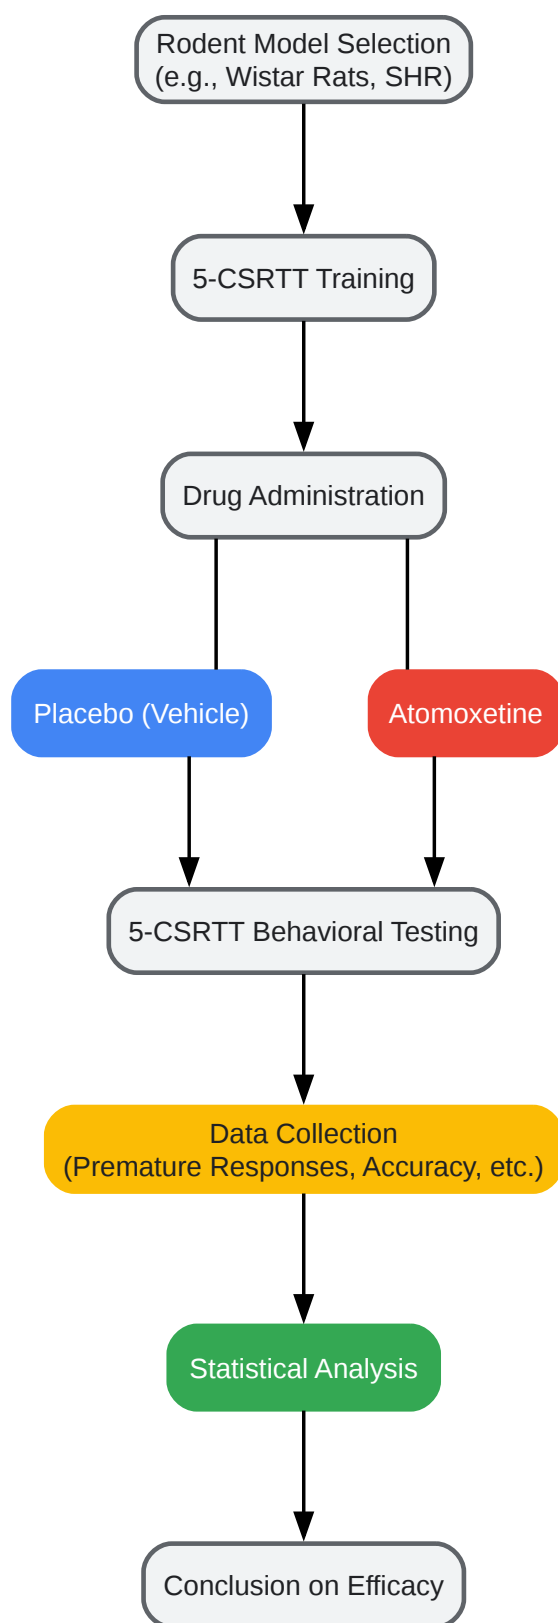 Rodent Model Selection
(e.g., Wistar Rats, SHR)
5-CSRTT Training
Drug Administration
Placebo (Vehicle)
Atomoxetine
5-CSRTT Behavioral Testing
Data Collection
(Premature Responses, Accuracy, etc.)
Statistical Analysis
Conclusion on Efficacy